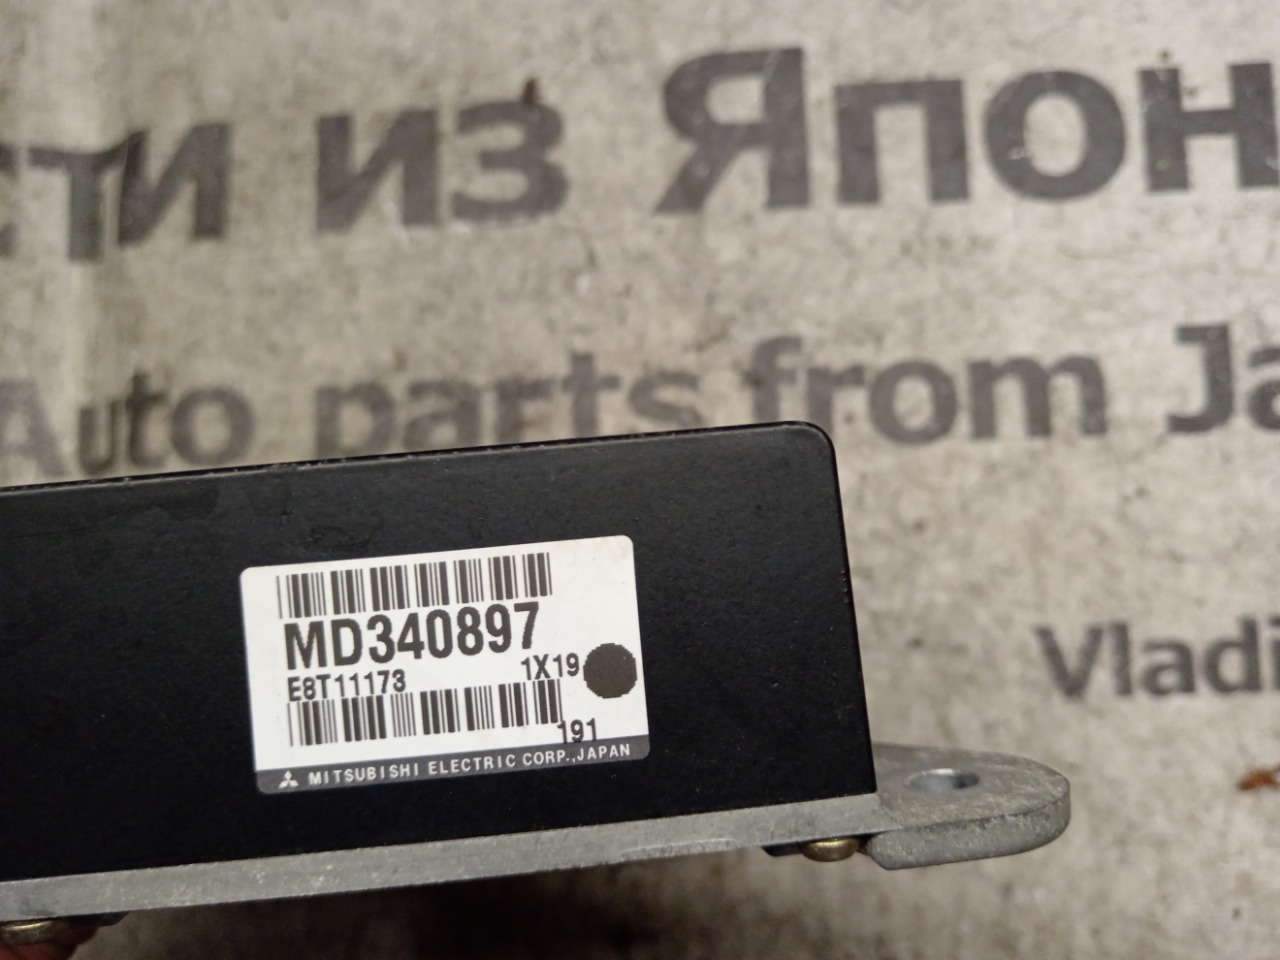 сти из Япон
Auto parts from Ja
Vladi
MD340897
E8T11173 1X19
191
MITSUBISHI ELECTRIC CORP.,JAPAN